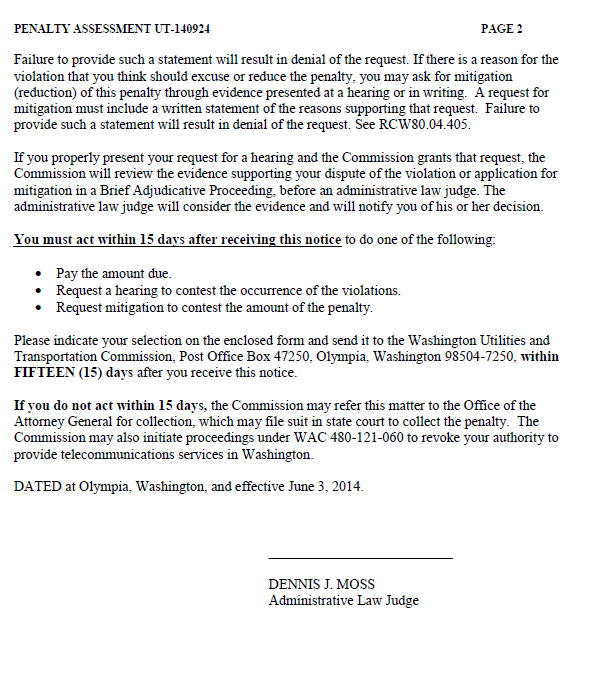 PENALTY ASSESSMENT UT-140924 PAGE 2
Failure to provide such a statement will result in denial of the request. If there is a reason for the
violation that you think should excuse or reduce the penalty, you may ask for mitigation
(reduction) of this penalty through evidence presented at a hearing or in writing. A request for
mitigation must include a written statement of the reasons supporting that request. Failure to
provide such a statement will result in denial of the request. See RCW80.04.405.
If you properly present your request for a hearing and the Commission grants that request, the
Commission will review the evidence supporting your dispute of the violation or application for
mitigation in a Brief Adjudicative Proceeding, before an administrative law judge. The
administrative law judge will consider the evidence and will notify you of his or her decision.
You must act within 15 days after receiving this notice to do one of the following:
• Pay the amount due.
• Request a hearing to contest the occurrence of the violations.
• Request mitigation to contest the amount of the penalty.
Please indicate your selection on the enclosed form and send it to the Washington Utilities and
Transportation Commission, Post Office Box 47250, Olympia, Washington 98504-7250, within
FIFTEEN (15) days after you receive this notice.
If you do not act within 15 days, the Commission may refer this matter to the Office of the
Attorney General for collection, which may file suit in state court to collect the penalty. The
Commission may also initiate proceedings under WAC 480-121-060 to revoke your authority to
provide telecommunications services in Washington.
DATED at Olympia, Washington, and effective June 3, 2014.
DENNIS J. MOSS
Administrative Law Judge